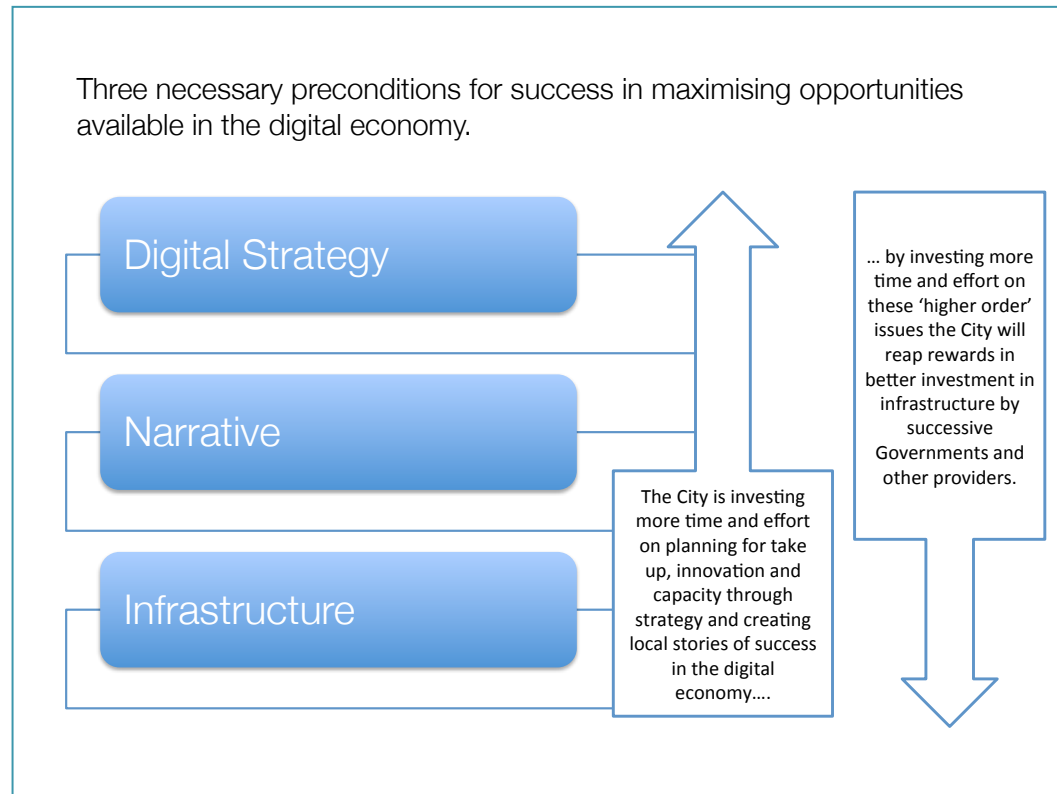 Three necessary preconditions for success in maximising opportunities
available in the digital economy.
Digital Strategy
Narrative
Infrastructure
The City is investing
more time and effort
on planning for take
up, innovation and
capacity through
strategy and creating
local stories of success
in the digital
economy….
… by investing more
time and effort on
these ‘higher order’
issues the City will
reap rewards in
better investment in
infrastructure by
successive
Governments and
other providers.